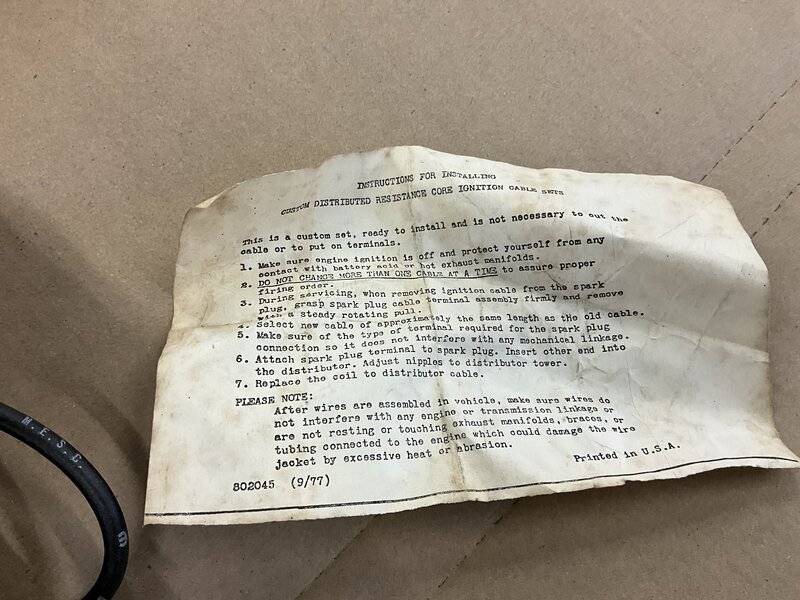 INSTRUCTIONS FOR INSTALLING
CUSTOM DISTRIBUTED RESISTANCE CORE IGNITION CABLE SETS
This is a custom set, ready to install and is not necessary to cut the
cable or to put on terminals.
1. Make sure engine ignition is off and protect yourself from any
contact with battery acid or hot exhaust manifolds.
2. DO NOT CHANGE MORE THAN ONE CABLE AT A TIME to assure proper
firing order.
3. During servicing, when removing ignition cable from the spark
plug, grasp spark plug cable terminal assembly firmly and remove
with a steady rotating pull.
4. Select new cable of approximately the same length as the old cable.
5. Make sure of the type of terminal required for the spark plug
connection so it does not interfere with any mechanical linkage.
6. Attach spark plug terminal to spark plug. Insert other end into
the distributor. Adjust nipples to distributor tower.
7. Replace the coil to distributor cable.
PLEASE NOTE:
After wires are assembled in vehicle, make sure wires do
not interfere with any engine or transmission linkage or
are not resting or touching exhaust manifolds, braces, or
tubing connected to the engine which could damage the wire
jacket by excessive heat or abrasion.
802045 (9/77)
Printed in U.S.A.
M.E.S.C.